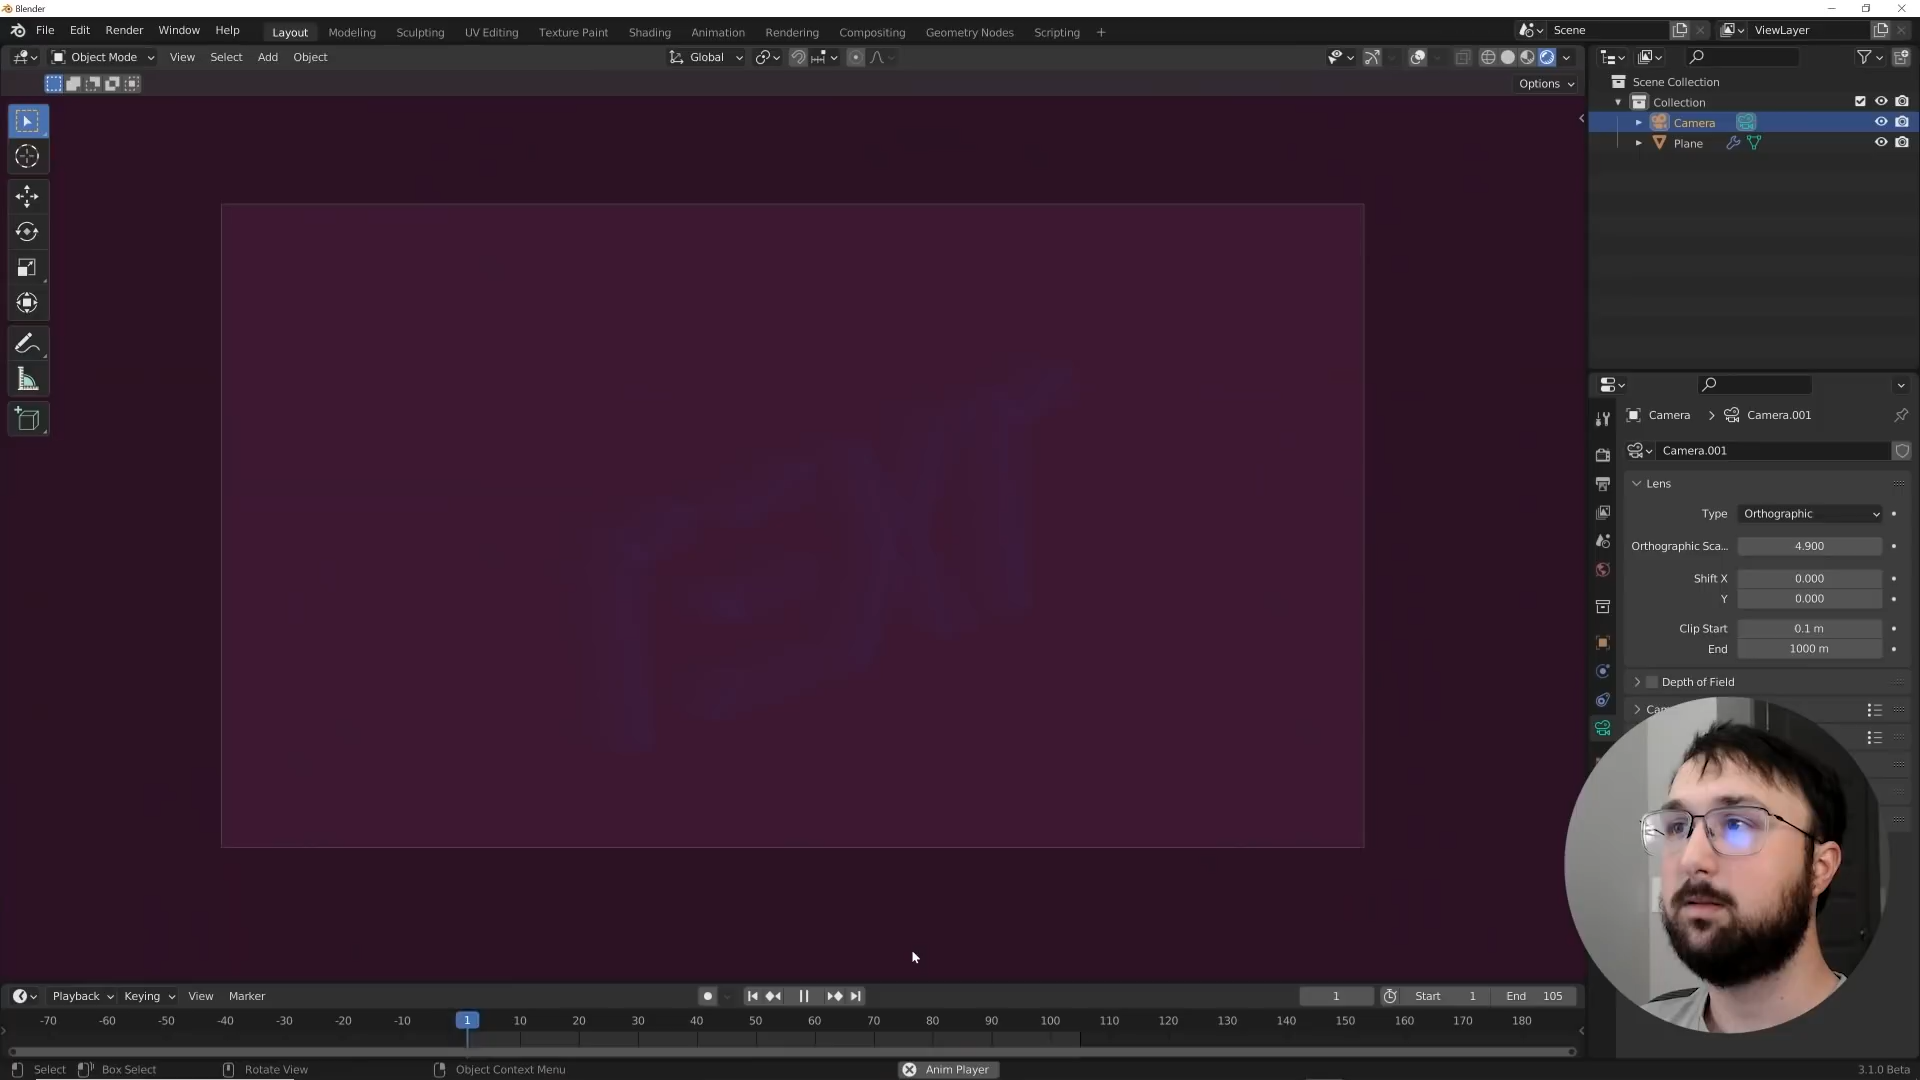 Blender
File Edit Render Window Help Layout Modeling Sculpting UV Editing Texture Paint Shading Animation Rendering Compositing Geometry Nodes Scripting + Scene ViewLayer
Object Mode View Select Add Object Global
Options
Scene Collection
Collection
Camera
Plane
Camera > Camera.001
Camera.001
Lens
Type Orthographic
Orthographic Sca... 4.900
Shift X 0.000
Y 0.000
Clip Start 0.1 m
End 1000 m
Depth of Field
Playback Keying View Marker 1 Start 1 End 105
-70 -60 -50 -40 -30 -20 -10 1 10 20 30 40 50 60 70 80 90 100 110 120 130 140 150 160 170 180
Select Box Select Rotate View Object Context Menu Anim Player 3.1.0 Beta